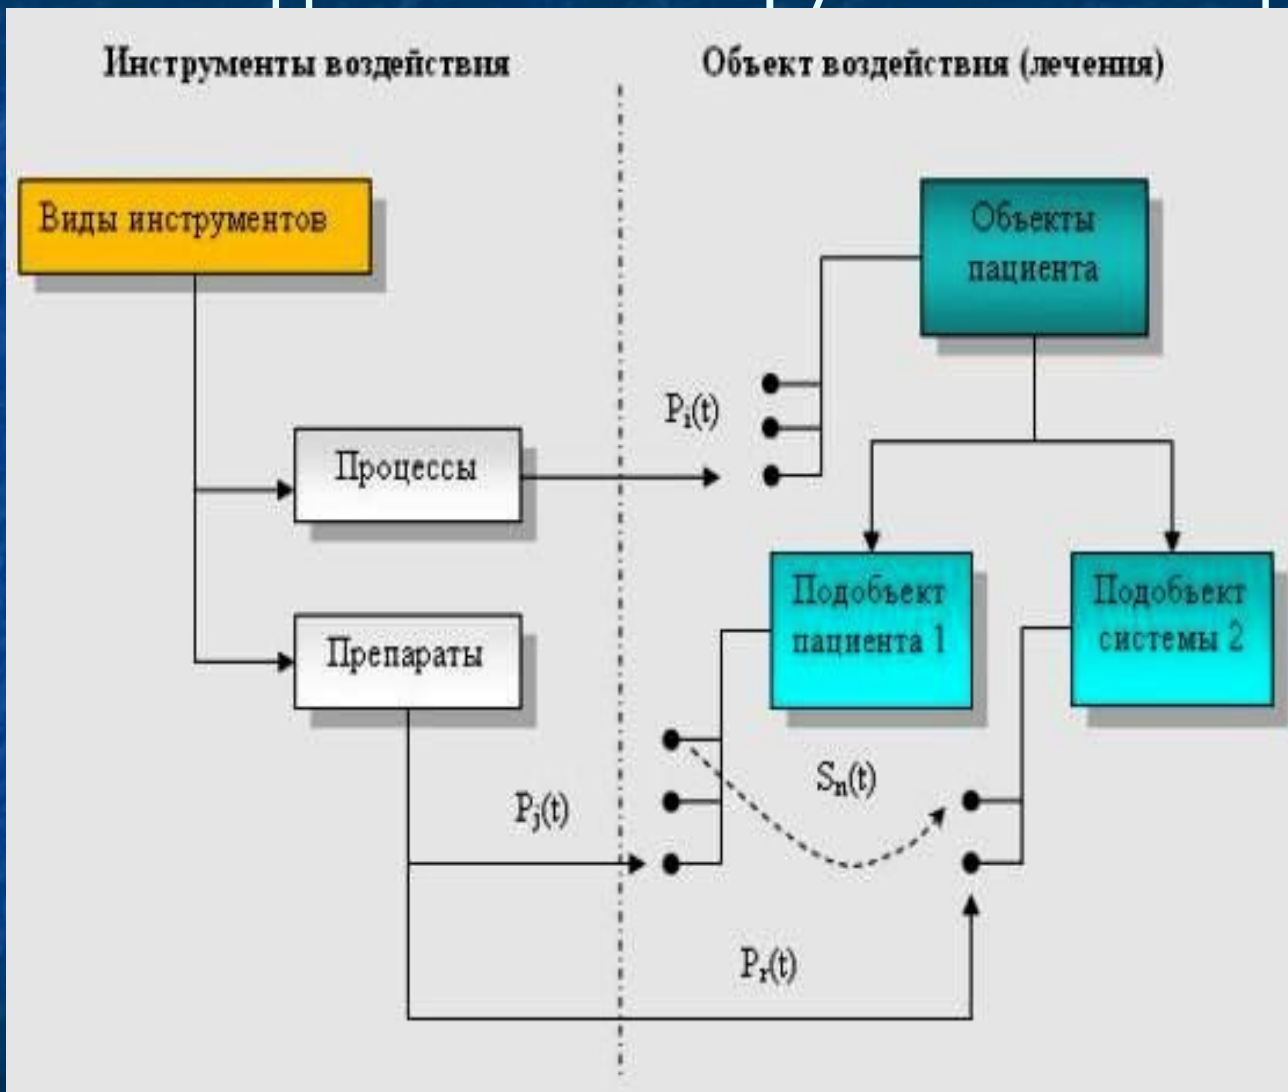 Инструменты воздействия
Объект воздействия (лечения)
Виды инструментов
Объекты
пациента
Pi(t)
Процессы
Подобъект
пациента 1
Подобъект
системы 2
Препараты
Sn(t)
Pj(t)
Pr(t)